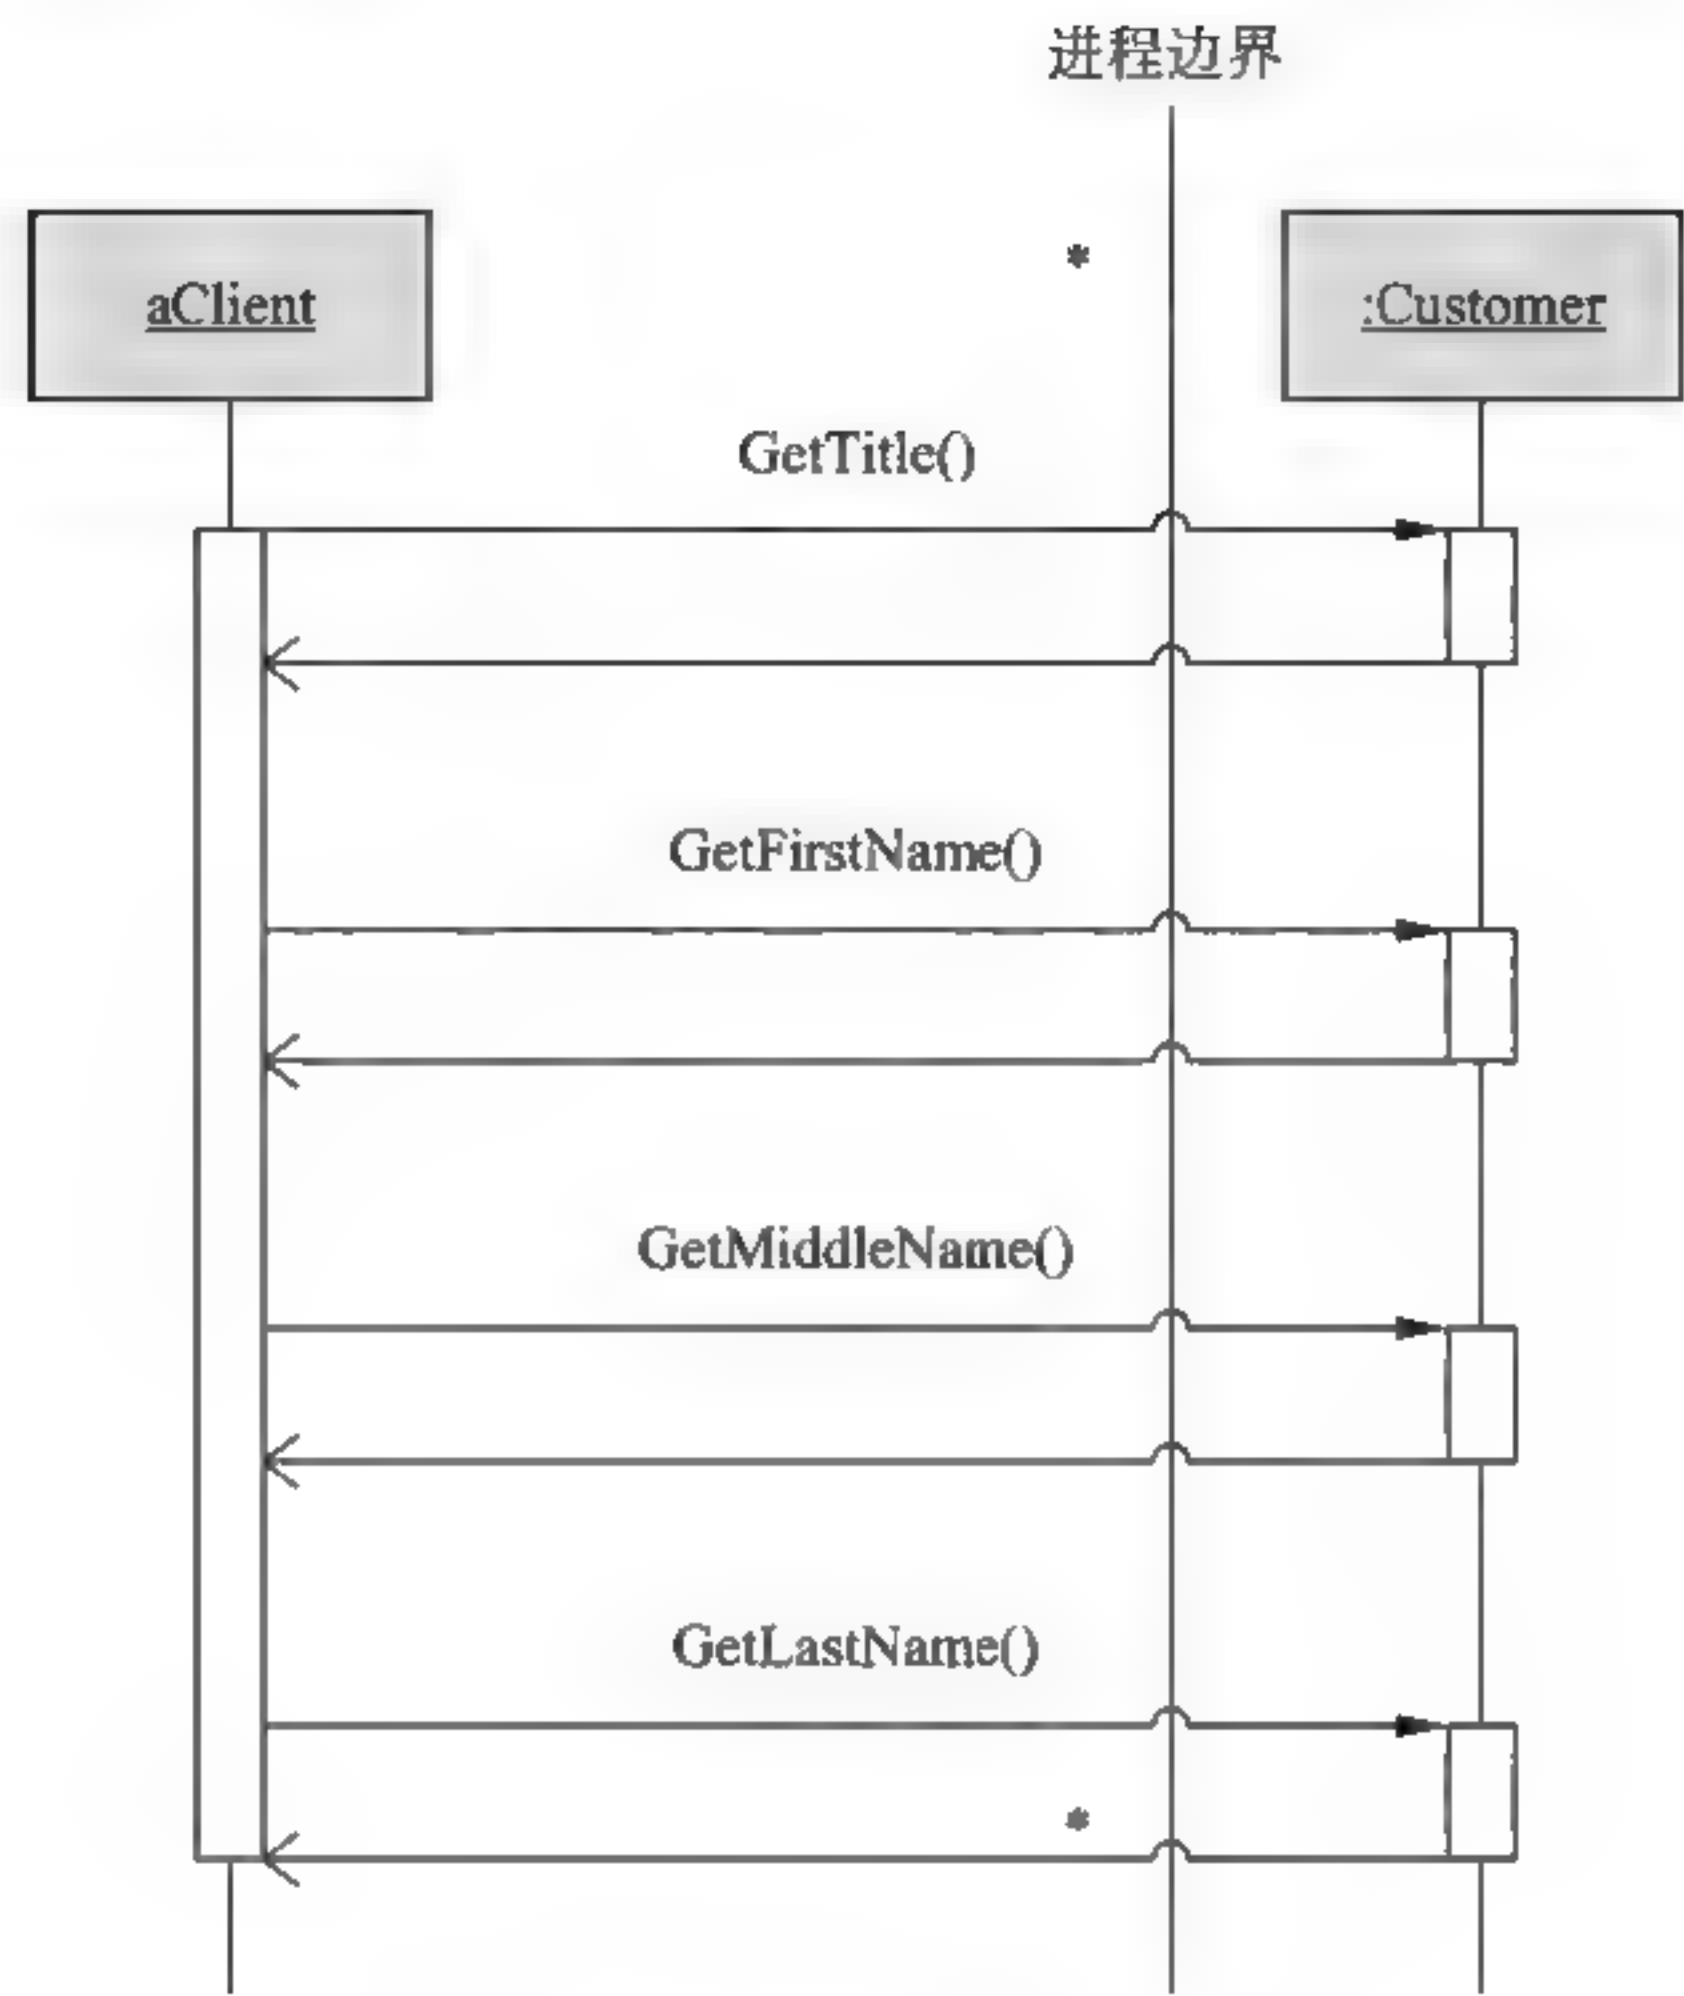 进程边界
*
aClient
:Customer
GetTitle()
GetFirstName()
GetMiddleName()
GetLastName()
*